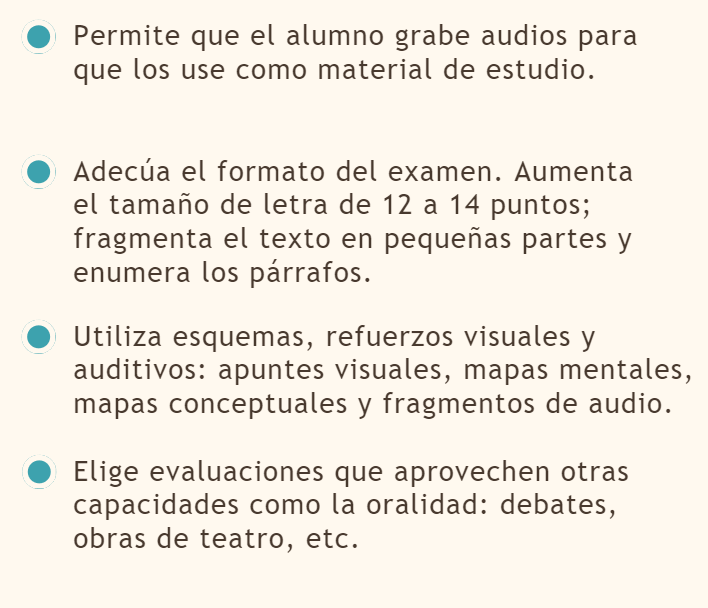 Permite que el alumno grabe audios para
que los use como material de estudio.
Adecúa el formato del examen. Aumenta
el tamaño de letra de 12 a 14 puntos;
fragmenta el texto en pequeñas partes y
enumera los párrafos.
Utiliza esquemas, refuerzos visuales y
auditivos: apuntes visuales, mapas mentales,
mapas conceptuales y fragmentos de audio.
Elige evaluaciones que aprovechen otras
capacidades como la oralidad: debates,
obras de teatro, etc.